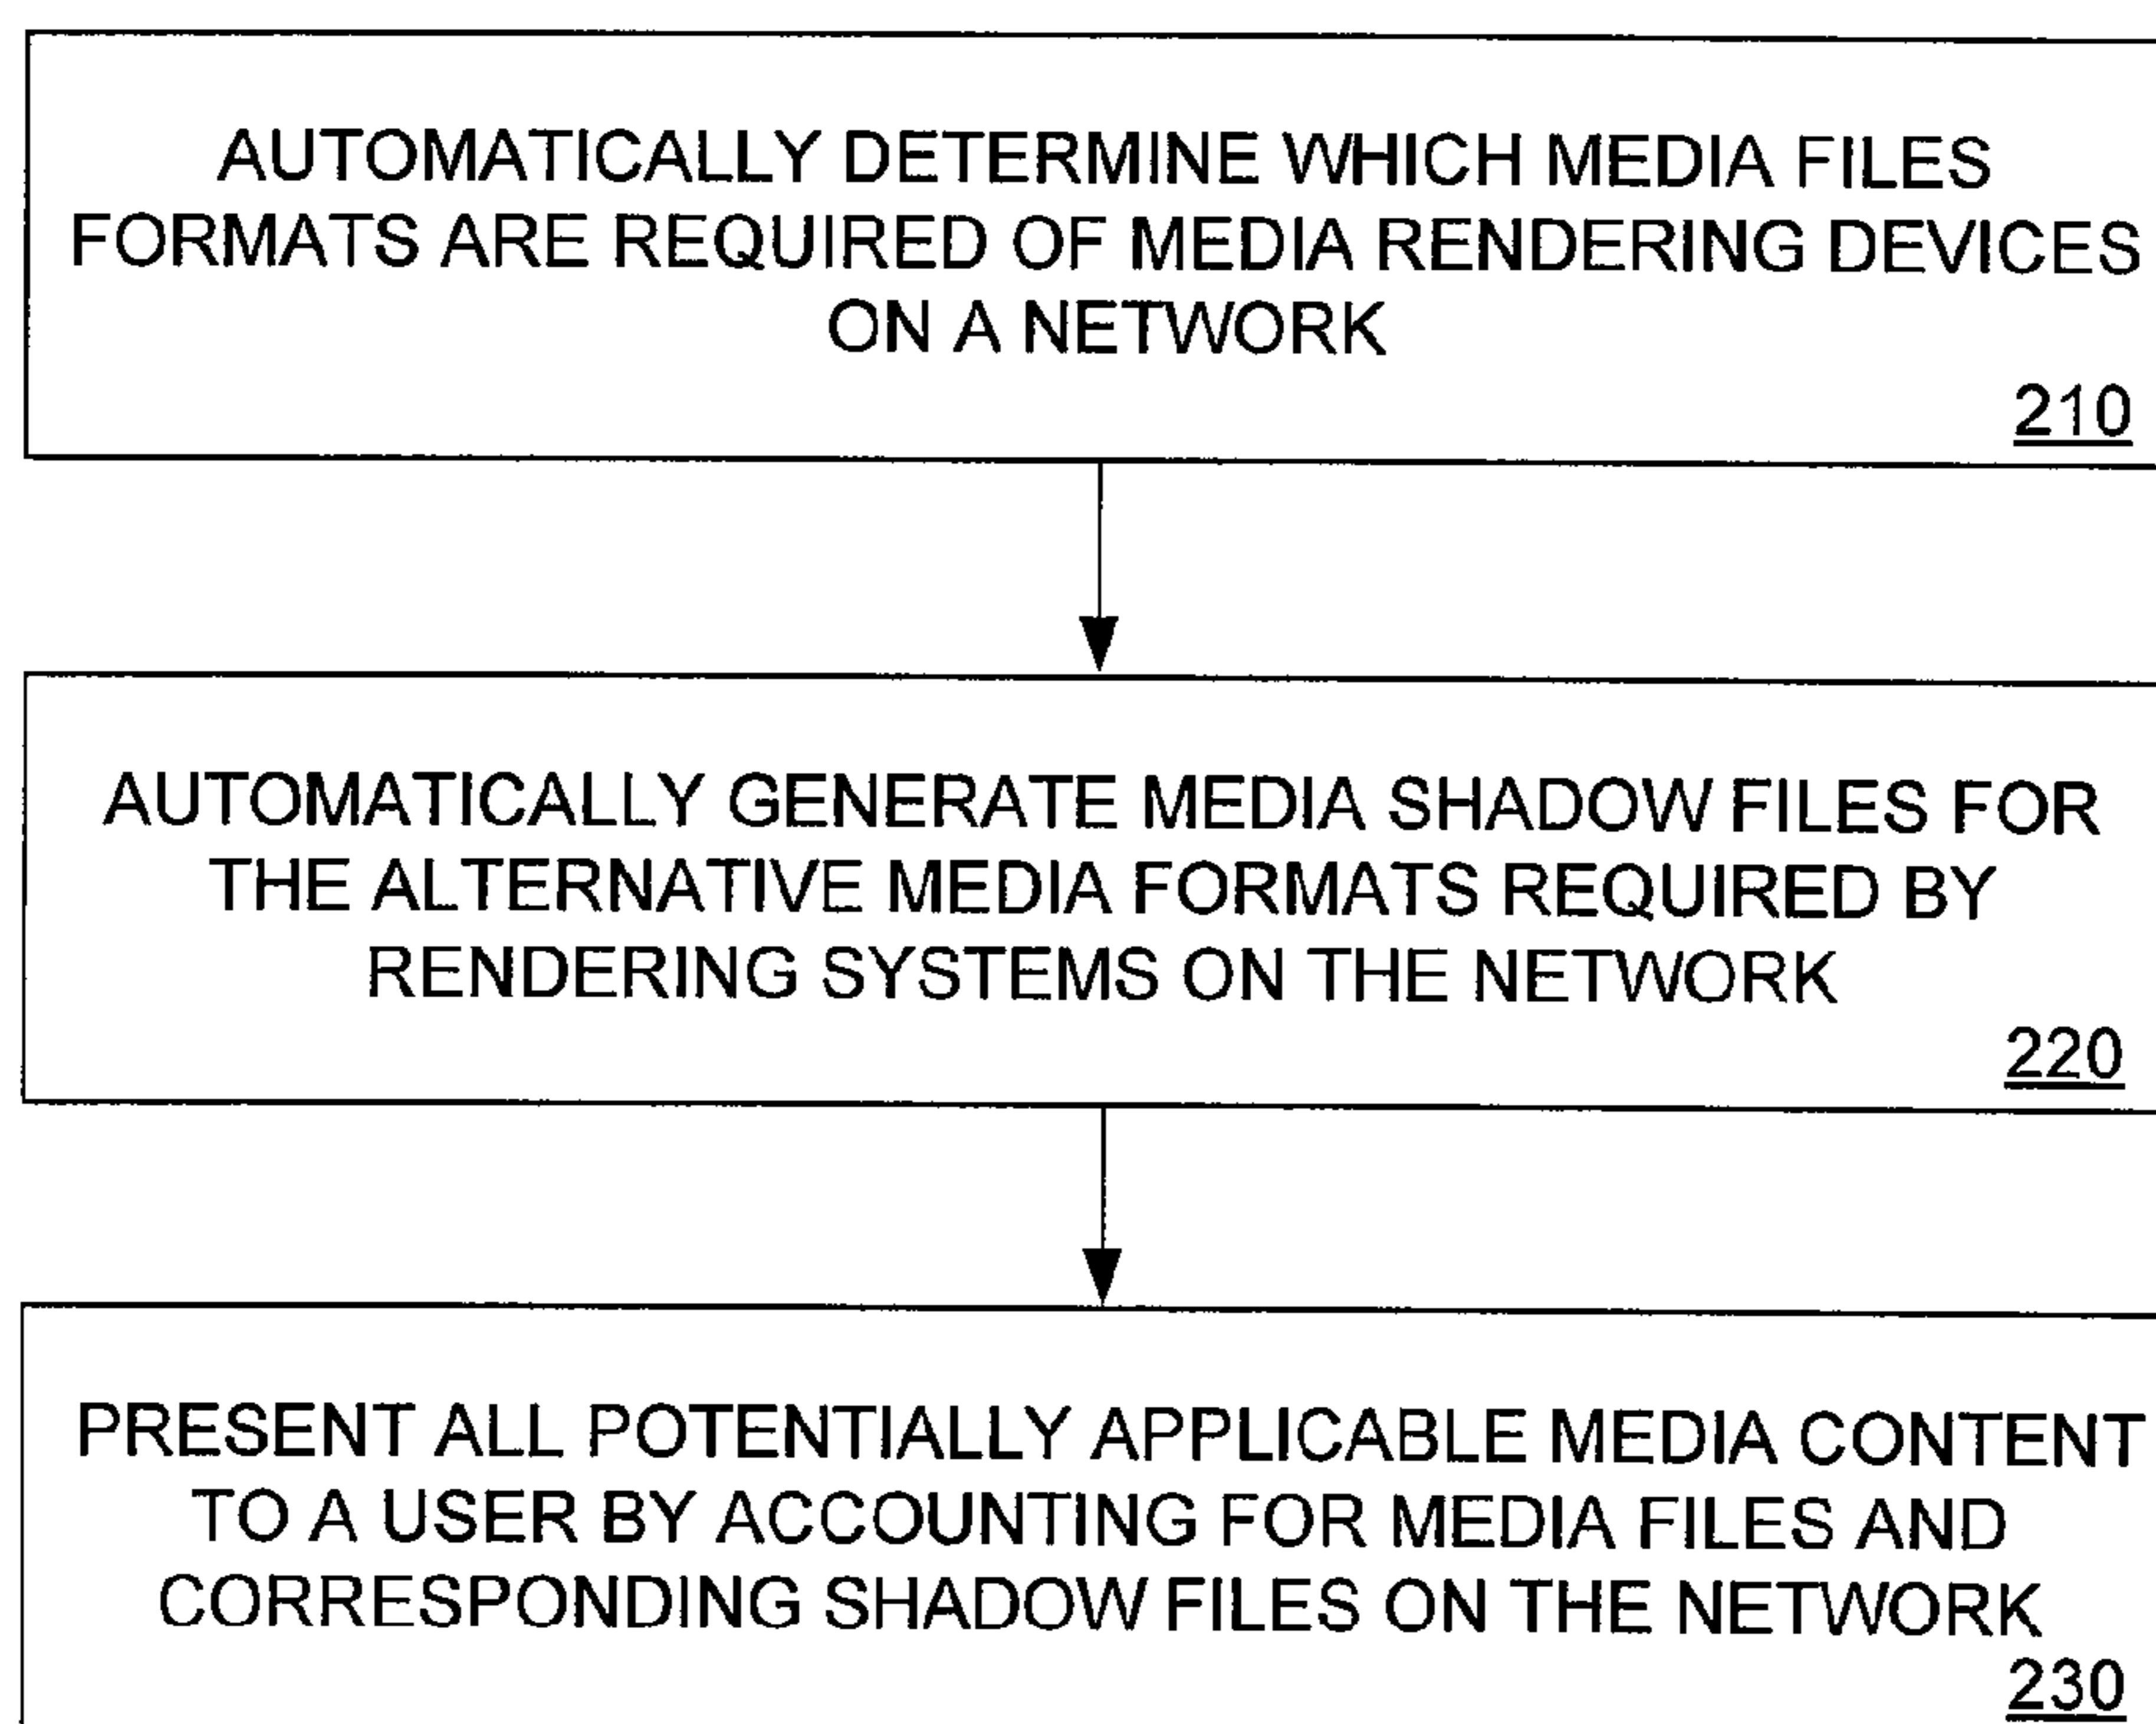 AUTOMATICALLY DETERMINE WHICH MEDIA FILES
FORMATS ARE REQUIRED OF MEDIA RENDERING DEVICES
ON A NETWORK
210
AUTOMATICALLY GENERATE MEDIA SHADOW FILES FOR
THE ALTERNATIVE MEDIA FORMATS REQUIRED BY
RENDERING SYSTEMS ON THE NETWORK
220
PRESENT ALL POTENTIALLY APPLICABLE MEDIA CONTENT
TO A USER BY ACCOUNTING FOR MEDIA FILES AND
CORRESPONDING SHADOW FILES ON THE NETWORK
230